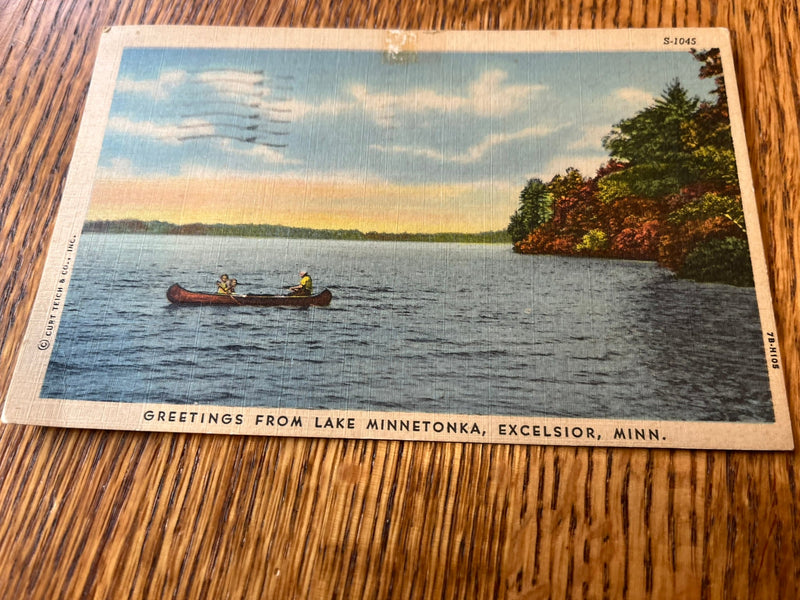 S-1045
© CURT TEICH & CO., INC.
7B-H105
GREETINGS FROM LAKE MINNETONKA, EXCELSIOR, MINN.